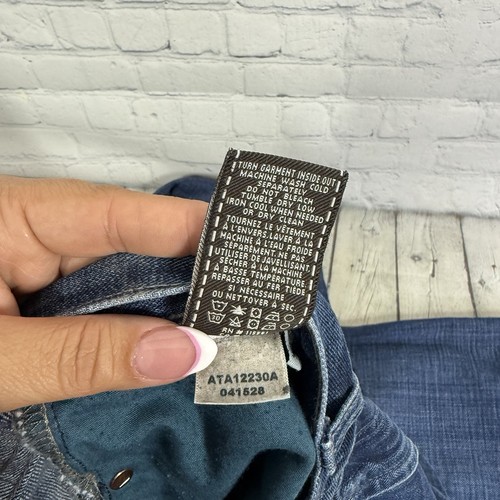 TURN GARMENT INSIDE OUT
MACHINE WASH COLD
SEPARATELY
DO NOT BLEACH
TUMBLE DRY LOW
IRON COOL WHEN NEEDED
OR DRY CLEAN
TOURNEZ LE VÊTEMENT
À L'ENVERS,LAVER À LA
MACHINE À L'EAU FROIDE
SÉPARÉMENT.NE PAS
UTILISER DE JAVELLISANT
SÉCHER À LA MACHINE
À BASSE TEMPÉRATURE.
REPASSER AU FER TIÈDE
SI NÉCESSAIRE
OU NETTOYER À SEC.
30
RN
ATA12230A
041528